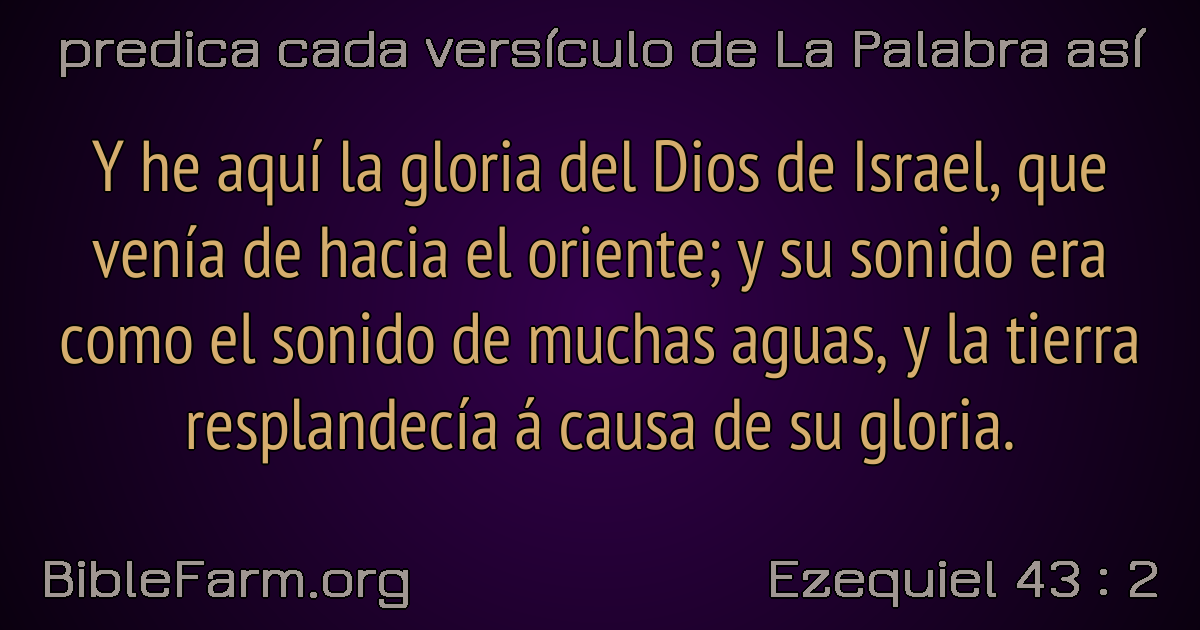 predica cada versículo de La Palabra así
Y he aquí la gloria del Dios de Israel, que
venía de hacia el oriente; y su sonido era
como el sonido de muchas aguas, y la tierra
resplandecía á causa de su gloria.
BibleFarm.org
Ezequiel 43 : 2